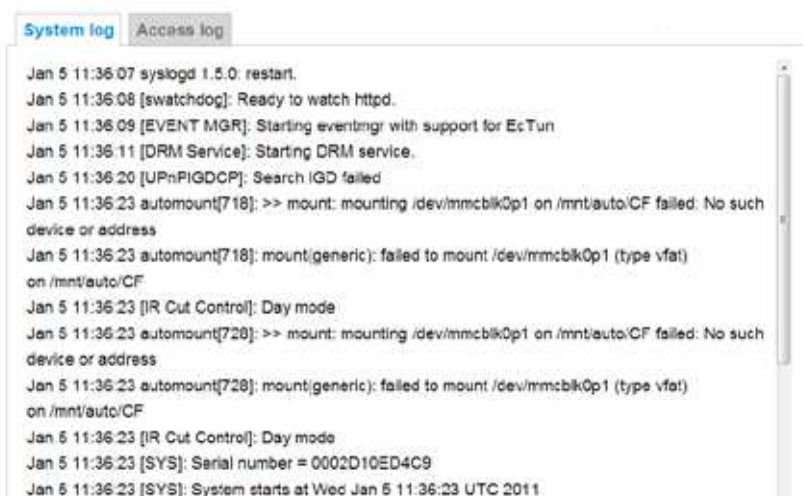 System log Access log
Jan 5 11:36:07 syslogd 1.5.0: restart.
Jan 5 11:36:08 [swatchdog]: Ready to watch httpd.
Jan 5 11:36:09 [EVENT MGR]: Starting eventmgr with support for EcTun
Jan 5 11:36:11 [DRM Service]: Starting DRM service.
Jan 5 11:36:20 [UPnPIGDCP]: Search IGD failed
Jan 5 11:36:23 automount[718]: >> mount: mounting /dev/mmcblk0p1 on /mnt/auto/CF failed: No such
device or address
Jan 5 11:36:23 automount[718]: mount(generic): failed to mount /dev/mmcblk0p1 (type vfat)
on /mnt/auto/CF
Jan 5 11:36:23 [IR Cut Control]: Day mode
Jan 5 11:36:23 automount[728]: >> mount: mounting /dev/mmcblk0p1 on /mnt/auto/CF failed: No such
device or address
Jan 5 11:36:23 automount[728]: mount(generic): failed to mount /dev/mmcblk0p1 (type vfat)
on /mnt/auto/CF
Jan 5 11:36:23 [IR Cut Control]: Day mode
Jan 5 11:36:23 [SYS]: Serial number = 0002D10ED4C9
Jan 5 11:36:23 [SYS]: System starts at Wed Jan 5 11:36:23 UTC 2011